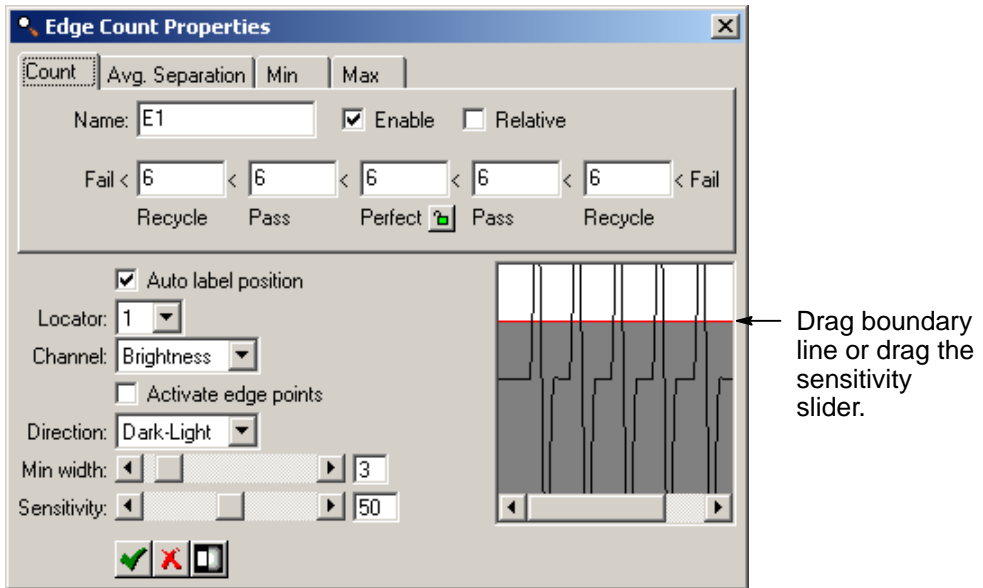 Edge Count Properties
Count Avg. Separation Min Max
Name: E1 Enable Relative
Fail < 6 < 6 < 6 < 6 < 6 < Fail
Recycle Pass Perfect Pass Recycle
Auto label position
Locator: 1
Channel: Brightness
Activate edge points
Direction: Dark-Light
Min width: 3
Sensitivity: 50
Drag boundary
line or drag the
sensitivity
slider.